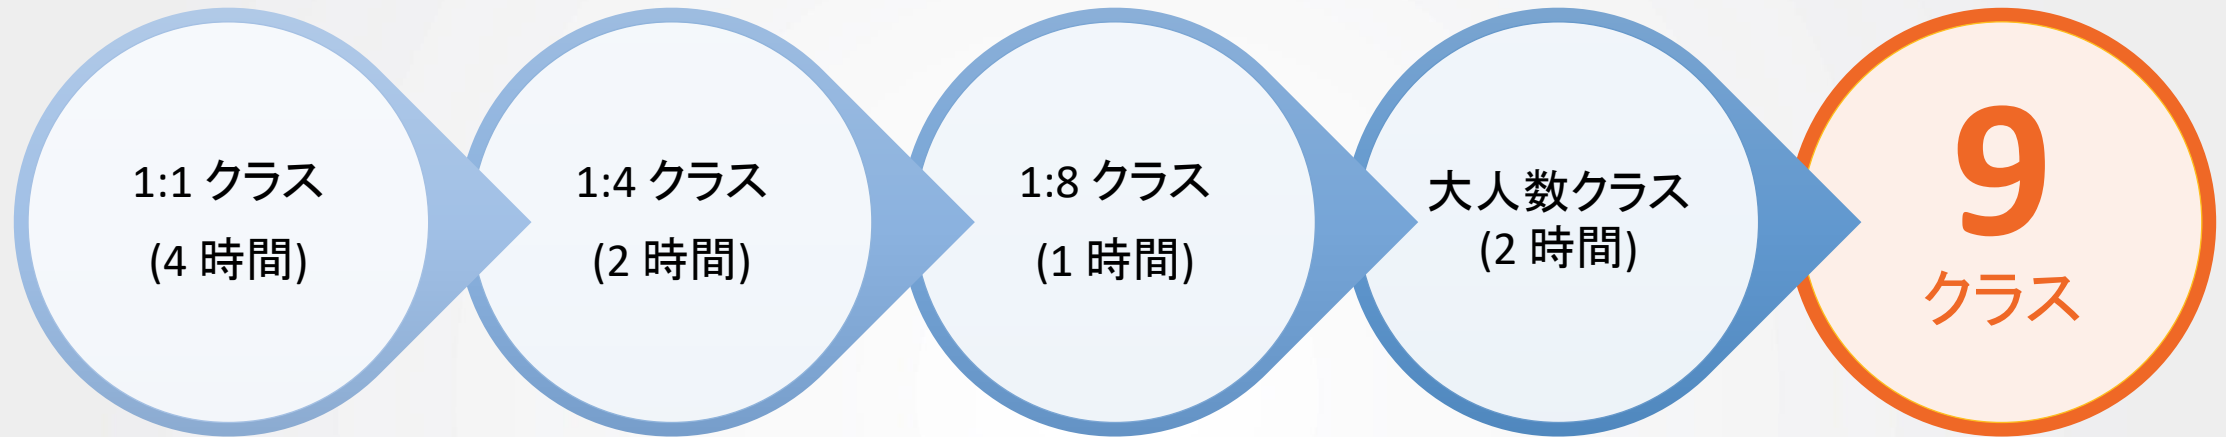 1:1 クラス
(4 時間)
1:4 クラス
(2 時間)
1:8 クラス
(1 時間)
大人数クラス
(2 時間)
9
クラス